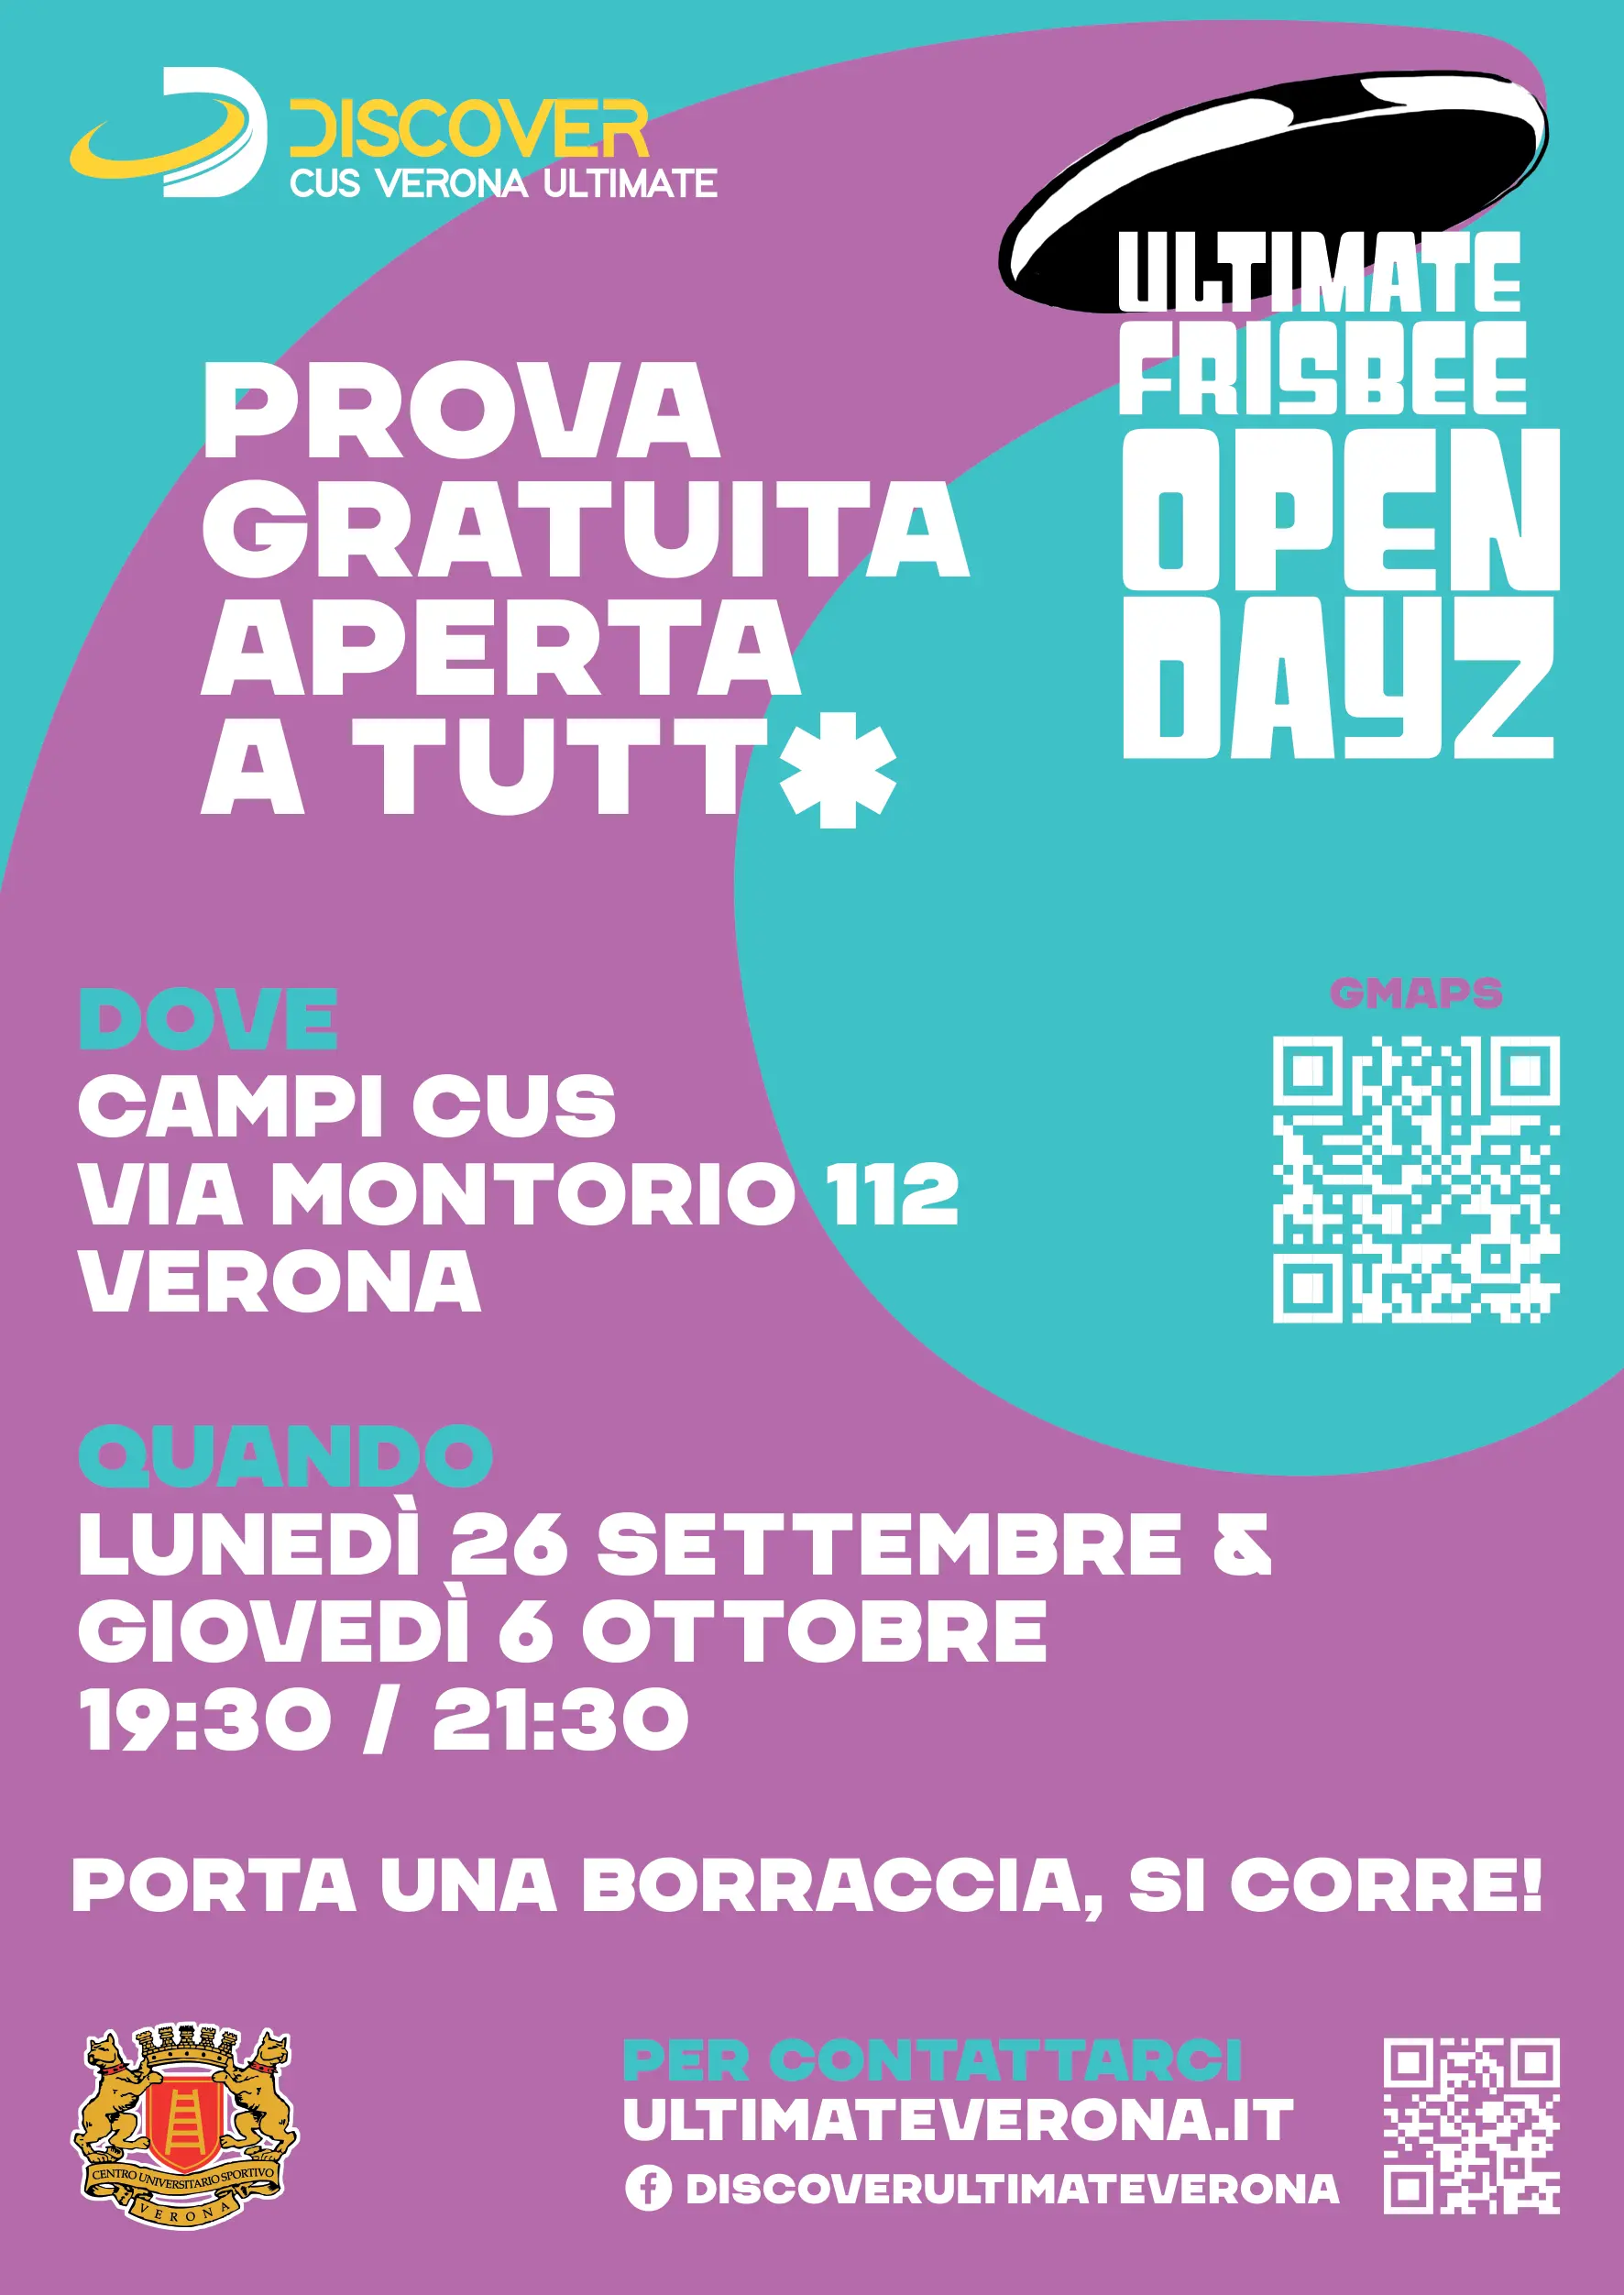 DISCOVER
CUS VERONA ULTIMATE
ULTIMATE
FRISBEE
OPEN
DAYZ
PROVA
GRATUITA
APERTA
A TUTT*
DOVE
CAMPI CUS
VIA MONTORIO 112
VERONA
GMAPS
QUANDO
LUNEDÌ 26 SETTEMBRE &
GIOVEDÌ 6 OTTOBRE
19:30 / 21:30
PORTA UNA BORRACCIA, SI CORRE!
CENTRO UNIVERSITARIO SPORTIVO
VERONA
PER CONTATTARCI
ULTIMATEVERONA.IT
DISCOVERULTIMATEVERONA